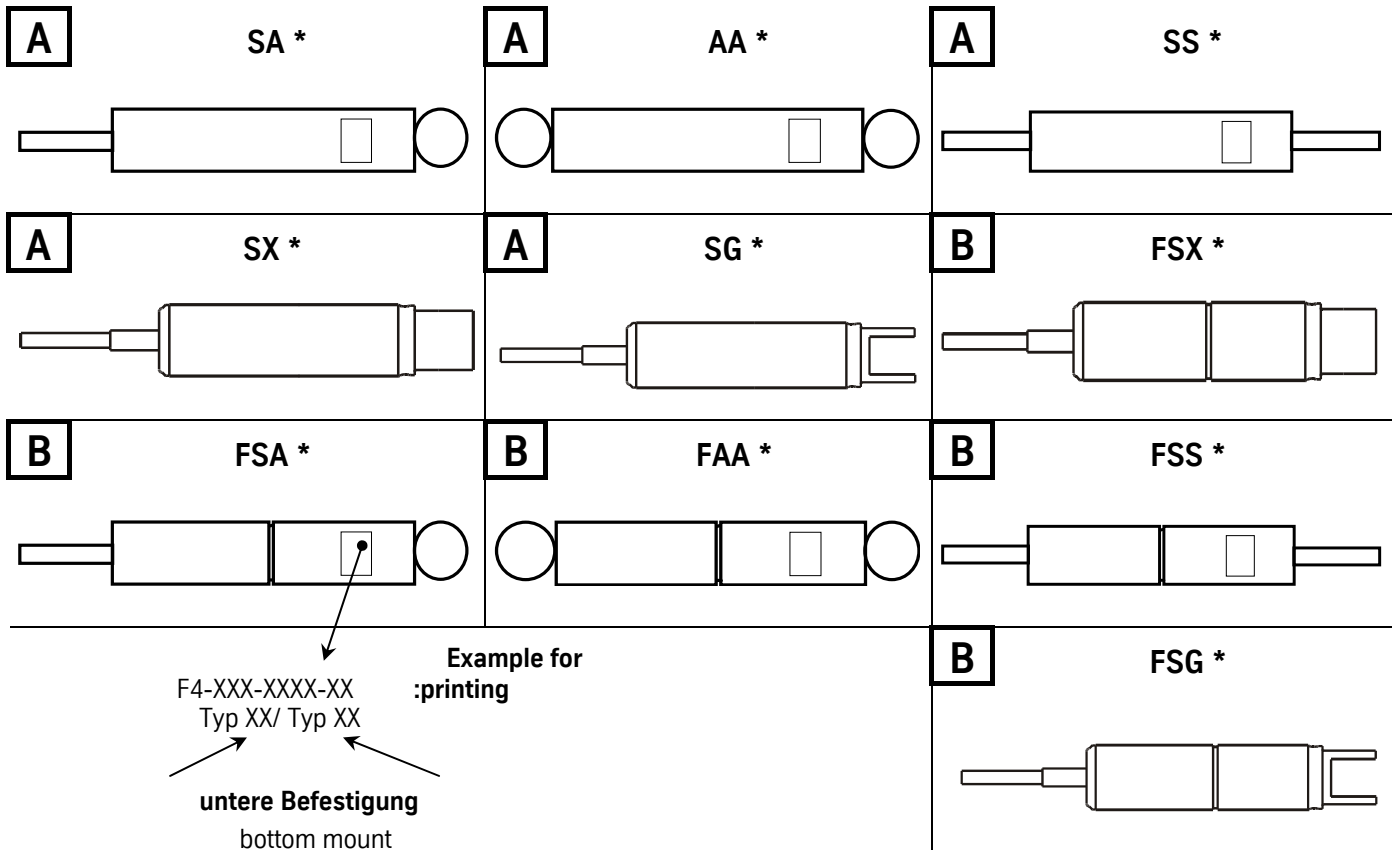 A SA *
A AA *
A SS *
A SX *
A SG *
B FSX *
B FSA *
B FAA *
B FSS *
Example for
:printing
F4-XXX-XXXX-XX
Typ XX/ Typ XX
untere Befestigung
bottom mount
B FSG *